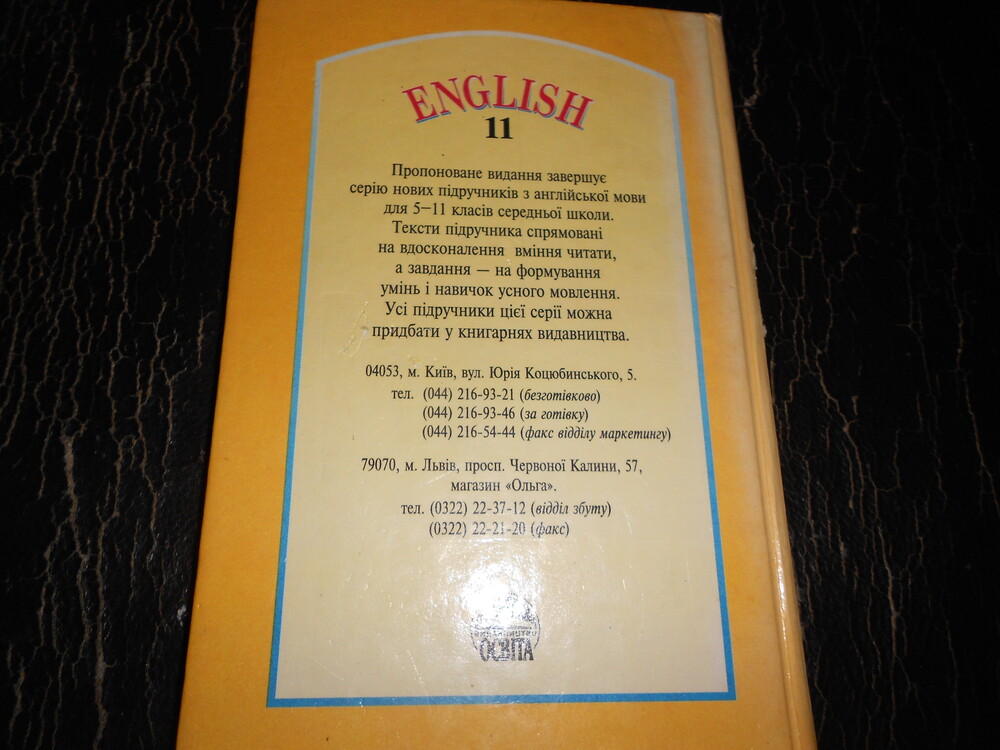 ENGLISH
11
Пропоноване видання завершує
серію нових підручників з англійської мови
для 5—11 класів середньої школи.
Тексти підручника спрямовані
на вдосконалення вміння читати,
а завдання — на формування
умінь і навичок усного мовлення.
Усі підручники цієї серії можна
придбати у книгарнях видавництва.
04053, м. Київ, вул. Юрія Коцюбинського, 5.
тел. (044) 216-93-21 (безготівково)
(044) 216-93-46 (за готівку)
(044) 216-54-44 (факс відділу маркетингу)
79070, м. Львів, просп. Червоної Калини, 57,
магазин «Ольга».
тел. (0322) 22-37-12 (відділ збуту)
(0322) 22-21-20 (факс)
ВИДАВНИЦТВО
ОСВІТА